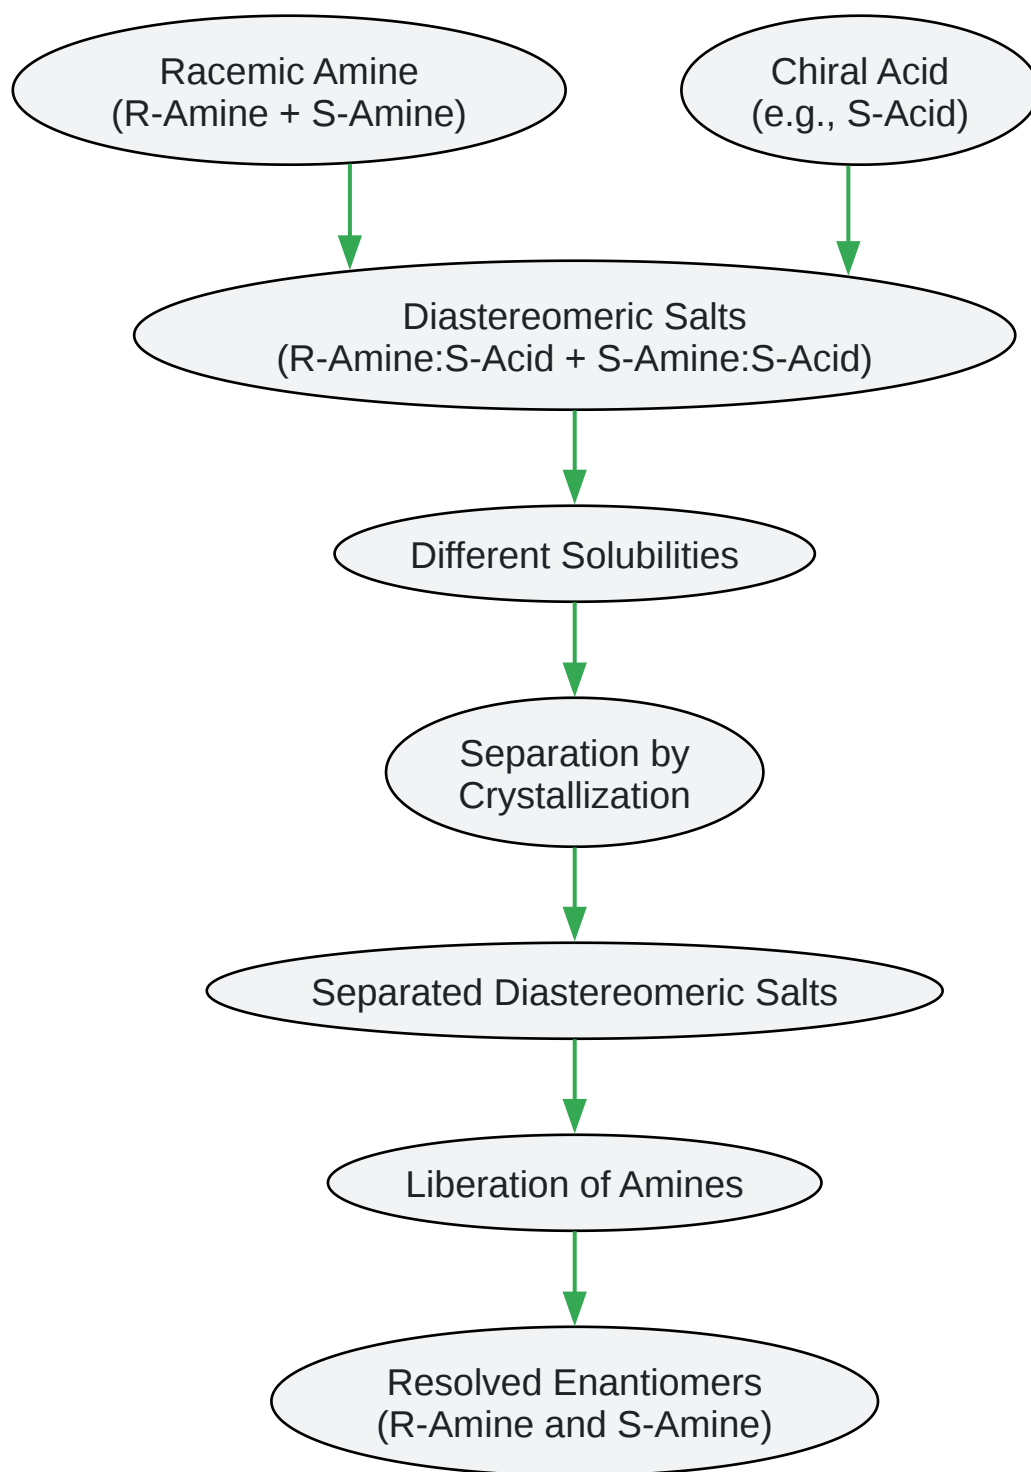 Racemic Amine
(R-Amine + S-Amine)
Chiral Acid
(e.g., S-Acid)
Diastereomeric Salts
(R-Amine:S-Acid + S-Amine:S-Acid)
Different Solubilities
Separation by
Crystallization
Separated Diastereomeric Salts
Liberation of Amines
Resolved Enantiomers
(R-Amine and S-Amine)